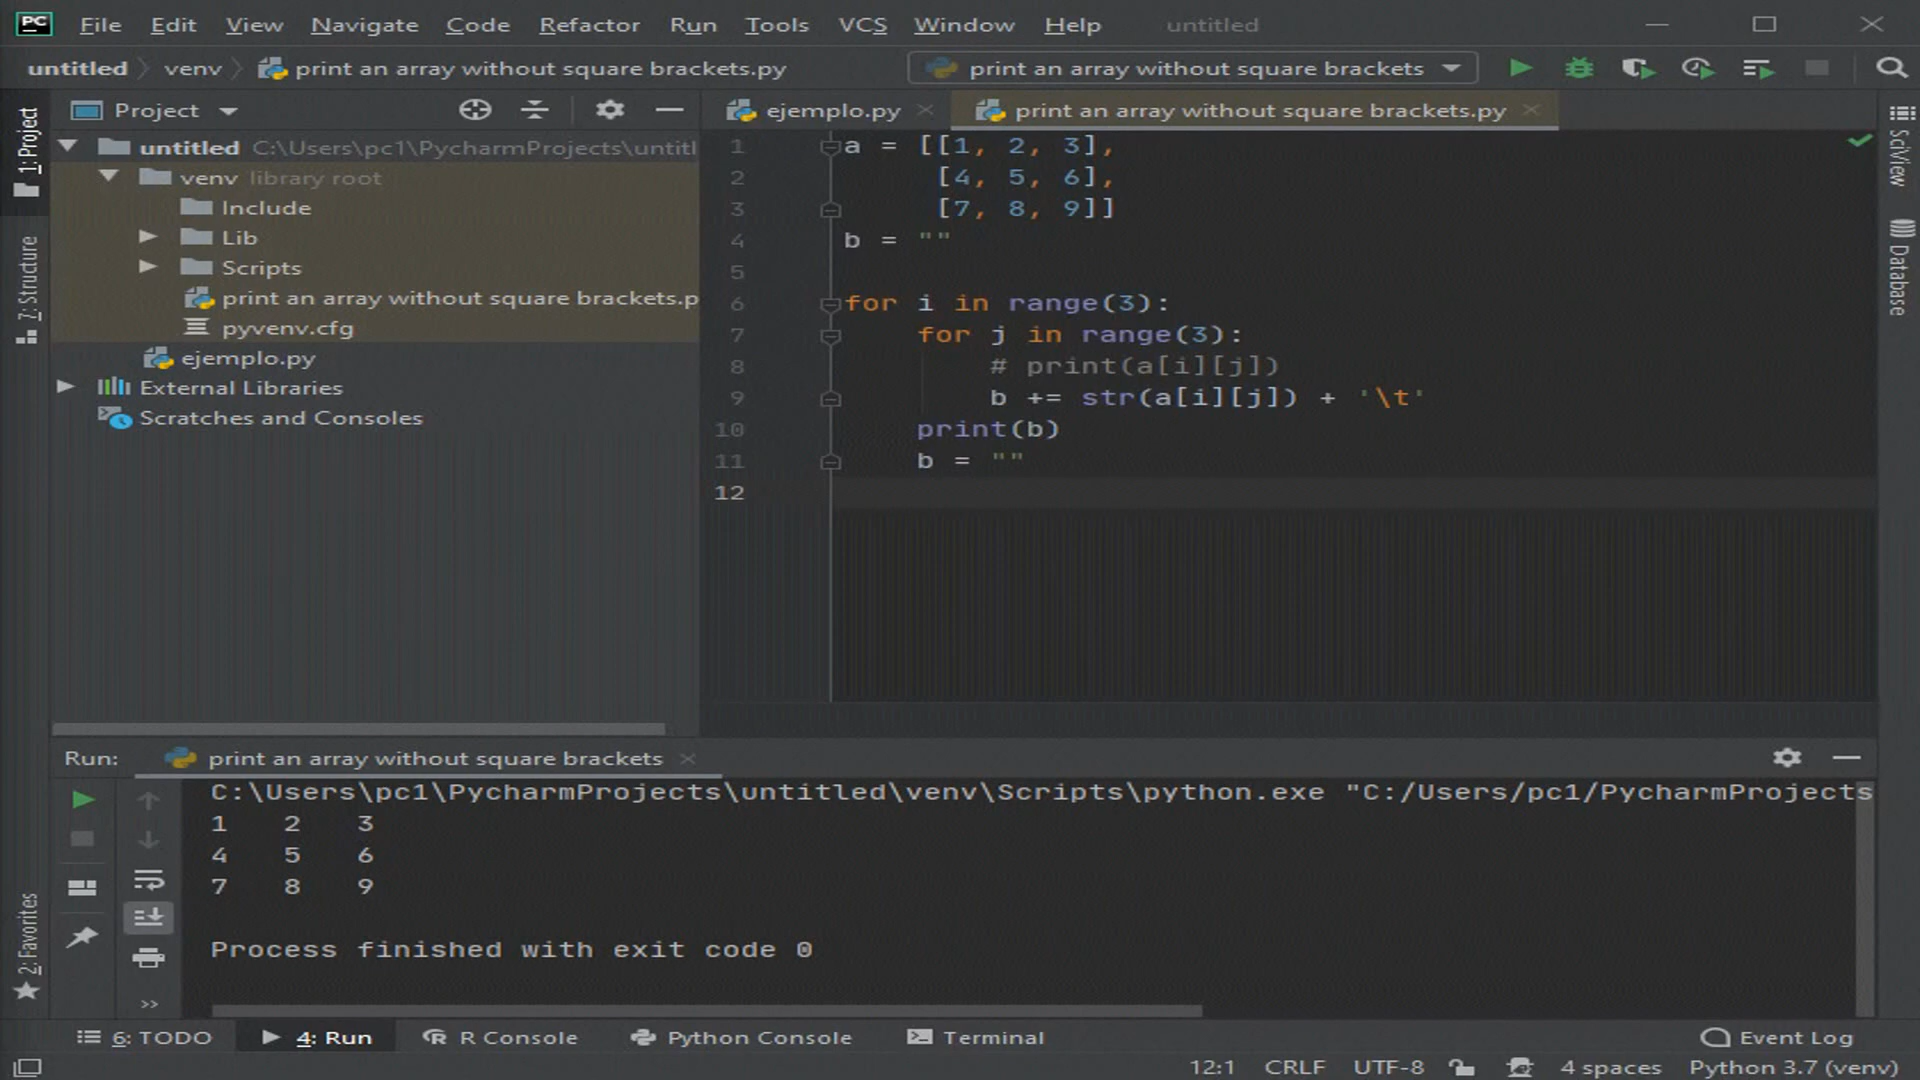 PC File Edit View Navigate Code Refactor Run Tools VCS Window Help untitled
untitled venv print an array without square brackets.py print an array without square brackets
1: Project
7: Structure
2: Favorites
Project
untitled C:\Users\pc1\PycharmProjects\untitl
venv library root
Include
Lib
Scripts
print an array without square brackets.p
pyvenv.cfg
ejemplo.py
External Libraries
Scratches and Consoles
ejemplo.py print an array without square brackets.py
1 a = [[1, 2, 3],
2 [4, 5, 6],
3 [7, 8, 9]]
4 b = ""
5
6 for i in range(3):
7 for j in range(3):
8 # print(a[i][j])
9 b += str(a[i][j]) + '\t'
10 print(b)
11 b = ""
12
SciView
Database
Run: print an array without square brackets
C:\Users\pc1\PycharmProjects\untitled\venv\Scripts\python.exe "C:/Users/pc1/PycharmProjects
1 2 3
4 5 6
7 8 9
Process finished with exit code 0
6: TODO 4: Run R Console Python Console Terminal Event Log
12:1 CRLF UTF-8 4 spaces Python 3.7 (venv)